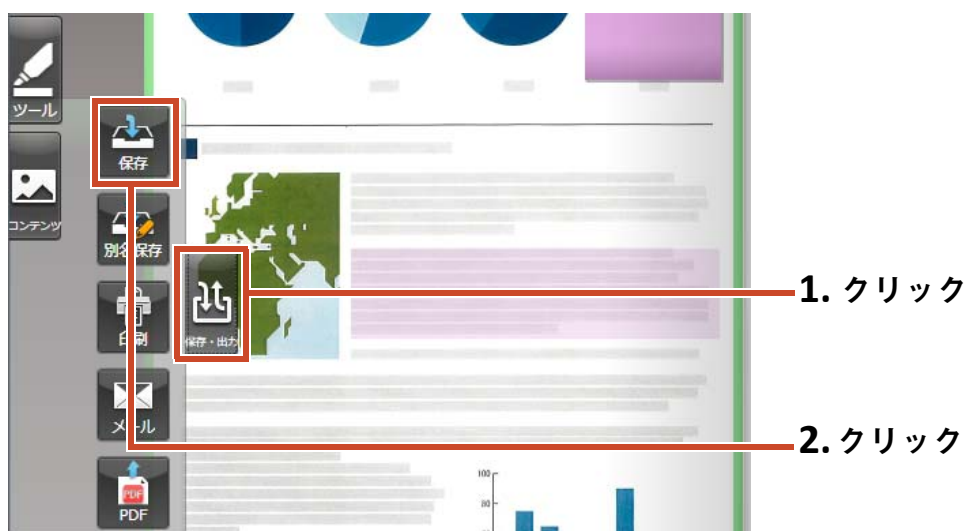 ツール
コンテンツ
保存
別名保存
印刷
メール
PDF
PDF
保存・出力
1. クリック
2. クリック
100
80